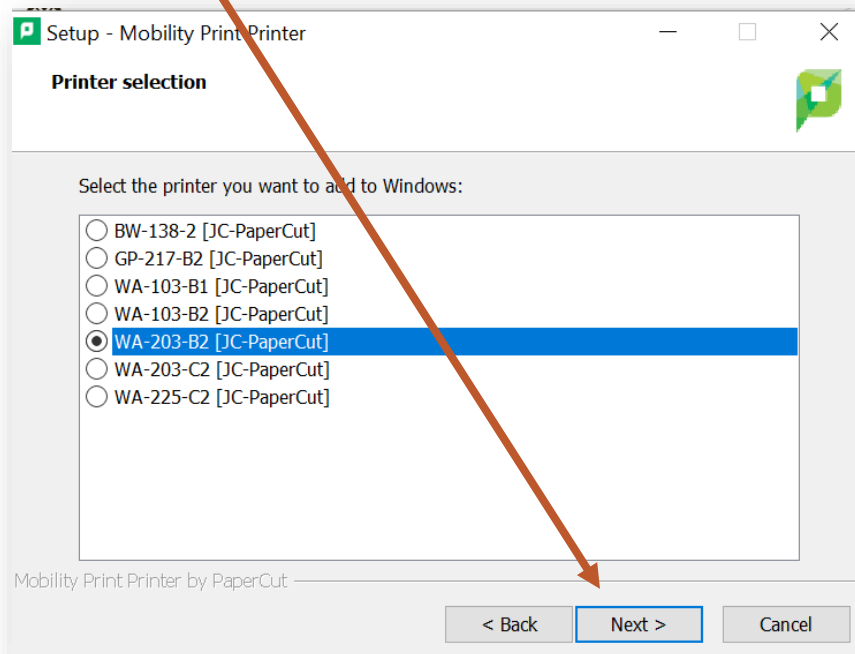 Setup - Mobility Print Printer
Printer selection
Select the printer you want to add to Windows:
BW-138-2 [JC-PaperCut]
GP-217-B2 [JC-PaperCut]
WA-103-B1 [JC-PaperCut]
WA-103-B2 [JC-PaperCut]
WA-203-B2 [JC-PaperCut]
WA-203-C2 [JC-PaperCut]
WA-225-C2 [JC-PaperCut]
Mobility Print Printer by PaperCut
< Back Next > Cancel